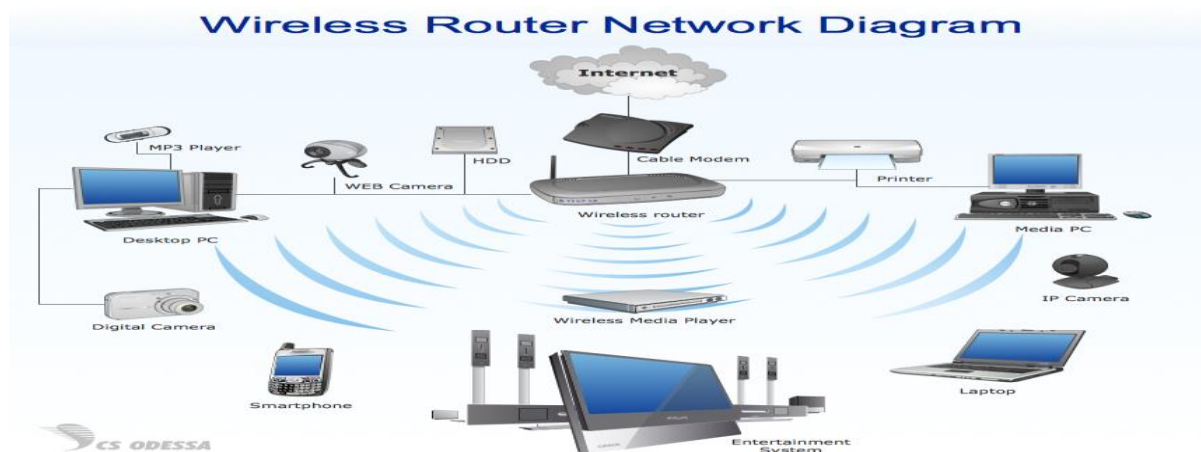 Wireless Router Network Diagram
Internet
MP3 Player
HDD
Cable Modem
WEB Camera
Printer
Wireless router
Desktop PC
Media PC
IP Camera
Digital Camera
Wireless Media Player
Smartphone
Laptop
Entertainment
System
CS ODESSA